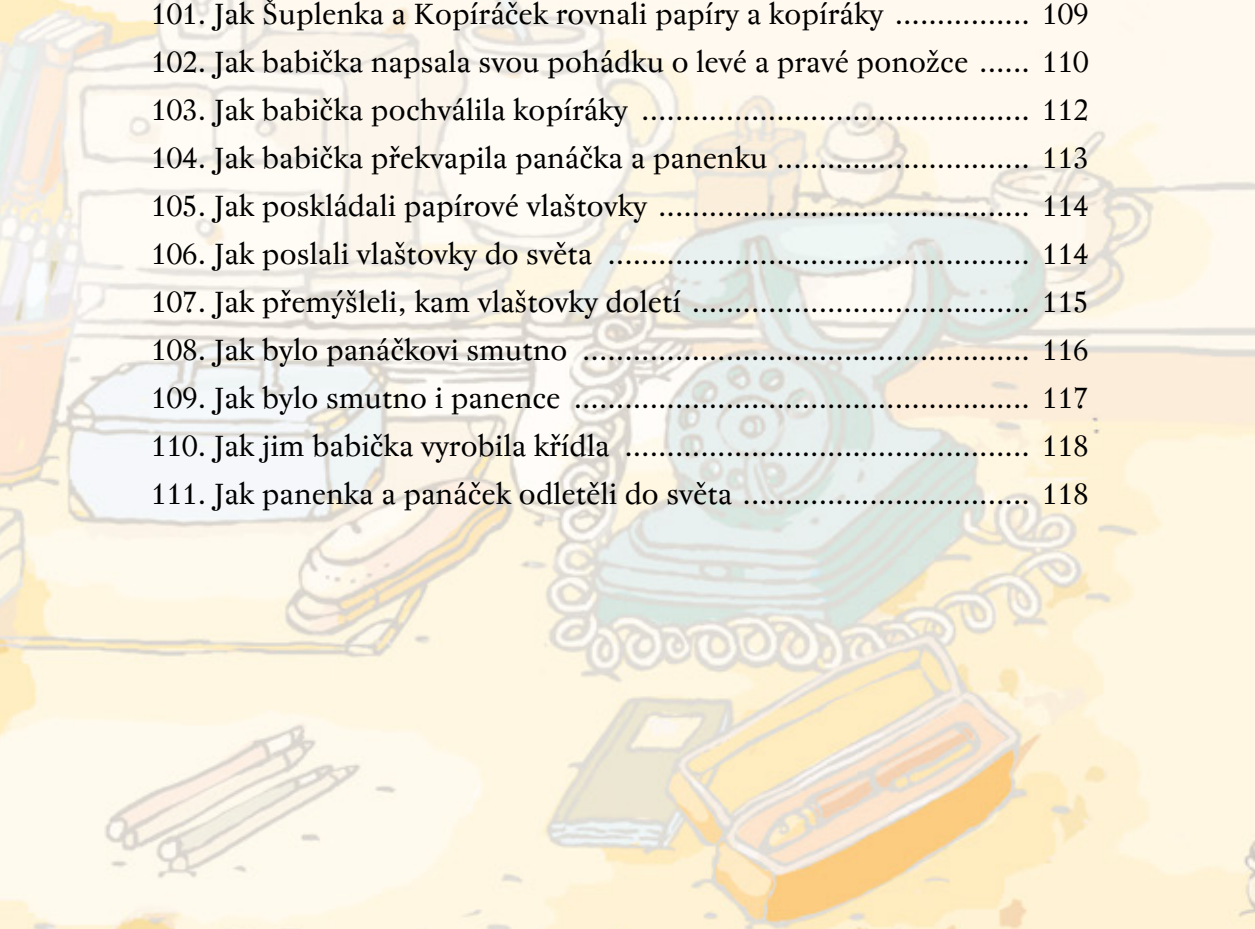 101. Jak Šuplenka a Kopíráček rovnali papíry a kopíráky ................ 109
102. Jak babička napsala svou pohádku o levé a pravé ponožce ...... 110
103. Jak babička pochválila kopíráky .............................................. 112
104. Jak babička překvapila panáčka a panenku .............................. 113
105. Jak poskládali papírové vlaštovky ............................................ 114
106. Jak poslali vlaštovky do světa .................................................. 114
107. Jak přemýšleli, kam vlaštovky doletí ........................................ 115
108. Jak bylo panáčkovi smutno ..................................................... 116
109. Jak bylo smutno i panence ...................................................... 117
110. Jak jim babička vyrobila křídla ................................................ 118
111. Jak panenka a panáček odletěli do světa .................................. 118